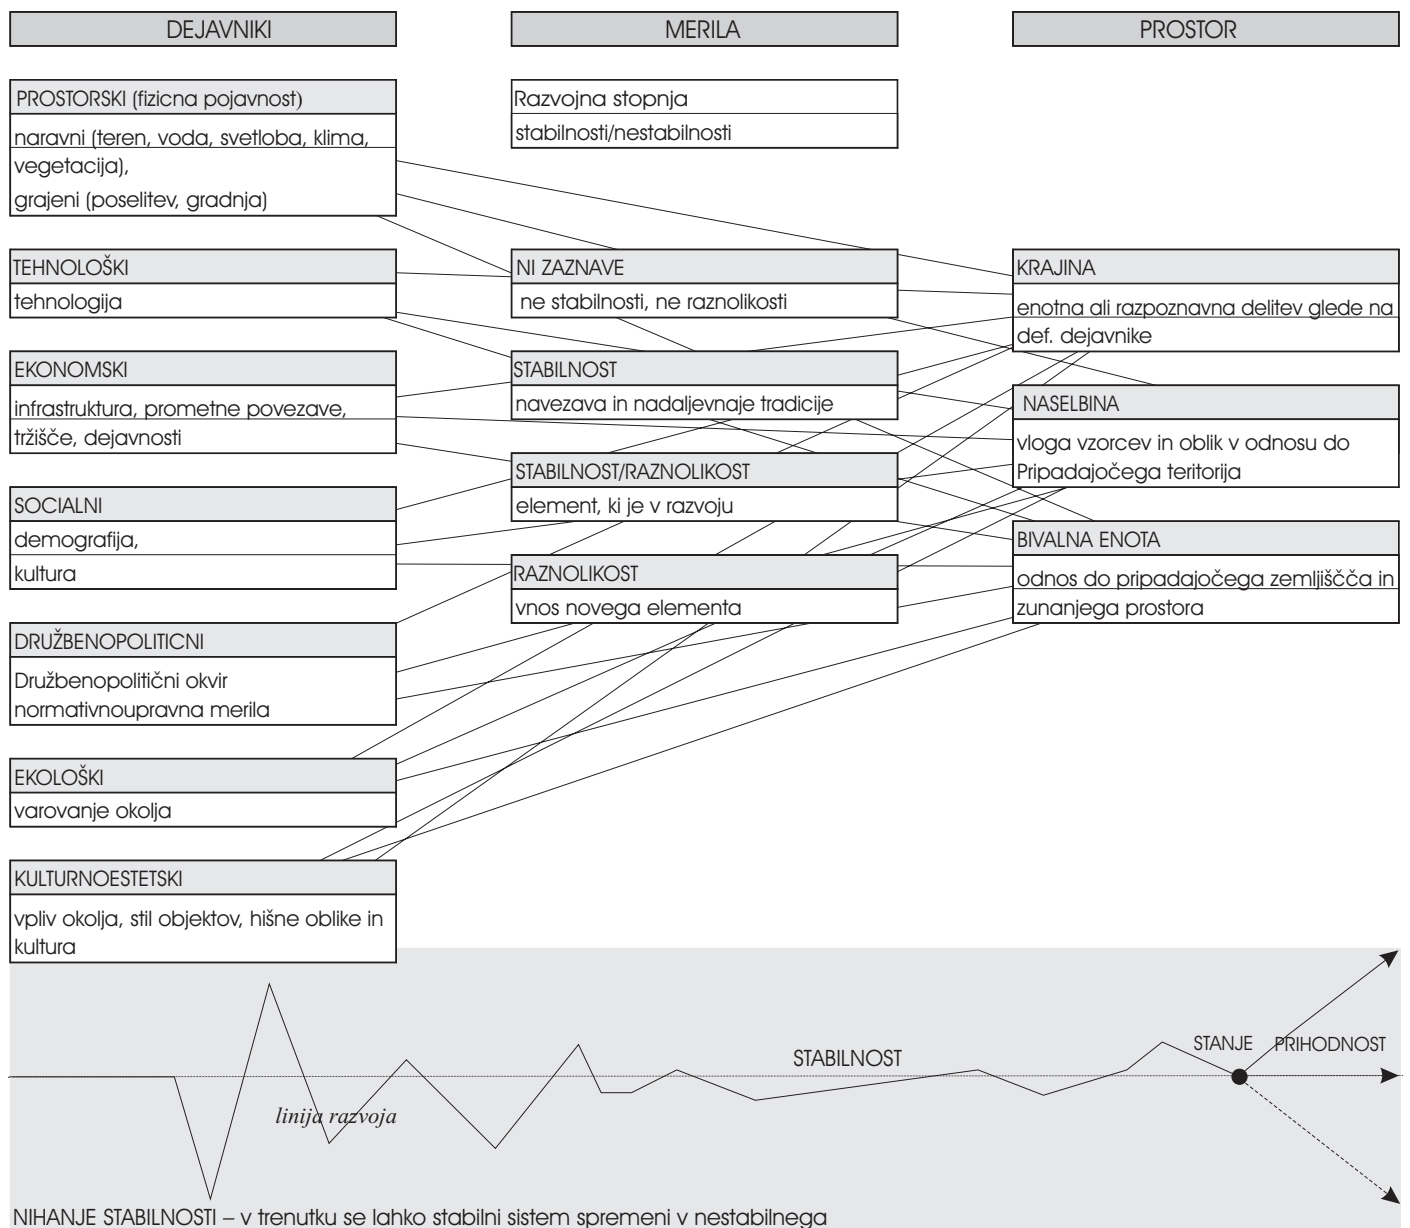 DEJAVNIKI
PROSTORSKI (fizicna pojavnost)
naravni (teren, voda, svetloba, klima,
vegetacija),
grajeni (poselitev, gradnja)
TEHNOLOŠKI
tehnologija
EKONOMSKI
infrastruktura, prometne povezave,
tržišče, dejavnosti
SOCIALNI
demografija,
kultura
DRUŽBENOPOLITICNI
Družbenopolitični okvir
normativnoupravna merila
EKOLOŠKI
varovanje okolja
KULTURNOESTETSKI
vpliv okolja, stil objektov, hišne oblike in
kultura
MERILA
Razvojna stopnja
stabilnosti/nestabilnosti
NI ZAZNAVE
ne stabilnosti, ne raznolikosti
STABILNOST
navezava in nadaljevnaje tradicije
STABILNOST/RAZNOLIKOST
element, ki je v razvoju
RAZNOLIKOST
vnos novega elementa
PROSTOR
KRAJINA
enotna ali razpoznavna delitev glede na
def. dejavnike
NASELBINA
vloga vzorcev in oblik v odnosu do
Pripadajočega teritorija
BIVALNA ENOTA
odnos do pripadajočega zemljiščča in
zunanjega prostora
STABILNOST
STANJE
PRIHODNOST
linija razvoja
NIHANJE STABILNOSTI – v trenutku se lahko stabilni sistem spremeni v nestabilnega